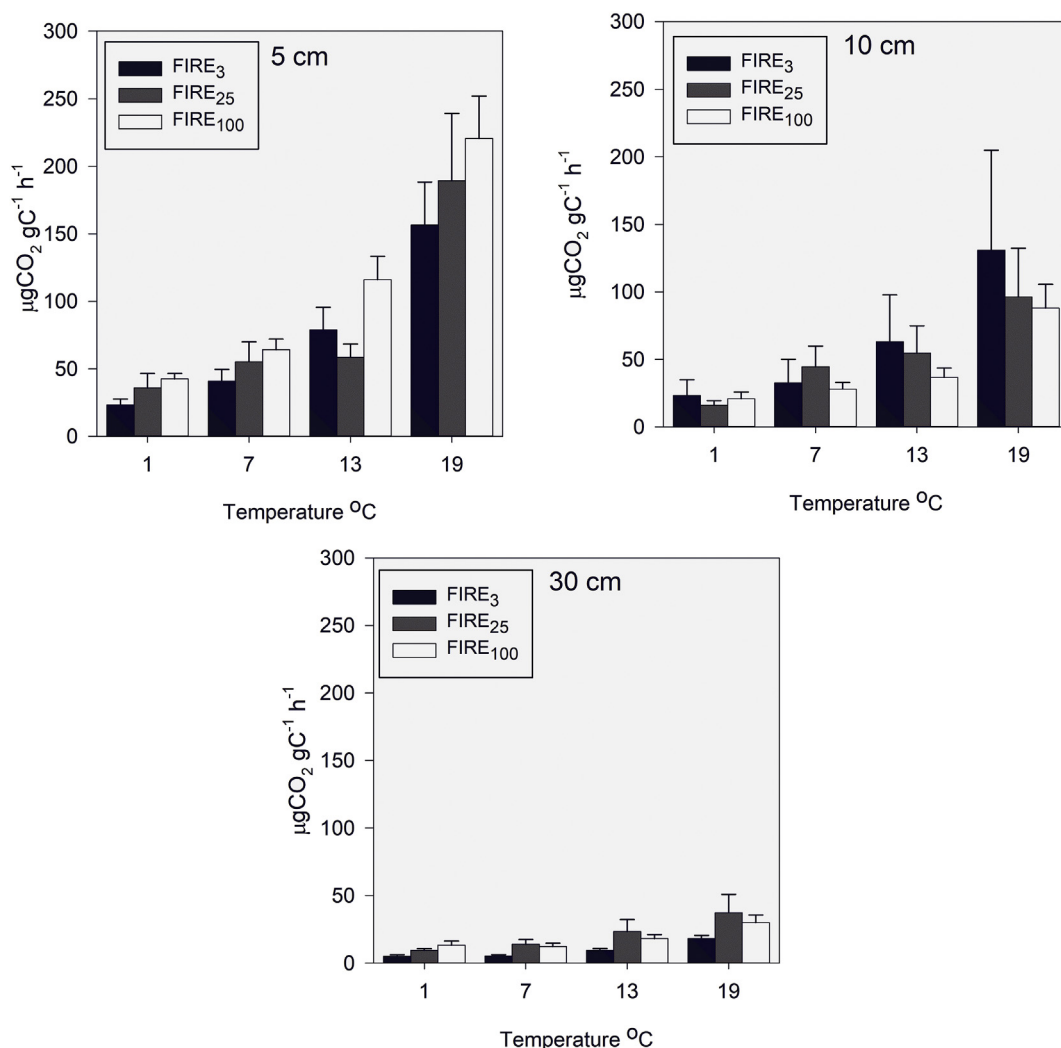 5 cm
FIRE3
FIRE25
FIRE100
300
250
200
150
100
50
0
µgCO2 gC-1 h-1
1 7 13 19
Temperature oC
10 cm
FIRE3
FIRE25
FIRE100
300
250
200
150
100
50
0
µgCO2 gC-1 h-1
1 7 13 19
Temperature oC
30 cm
FIRE3
FIRE25
FIRE100
300
250
200
150
100
50
0
µgCO2 gC-1 h-1
1 7 13 19
Temperature oC